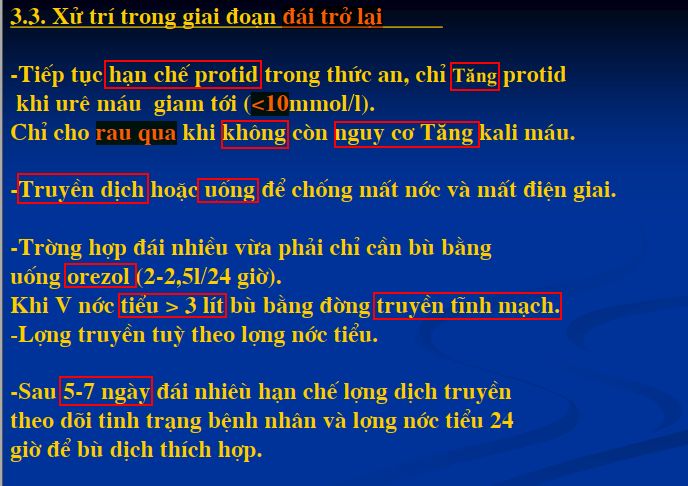 3.3. Xử trí trong giai đoạn đái trở lại
-Tiếp tục hạn chế protid trong thức an, chỉ Tăng protid
khi urê máu giam tới (<10mmol/l).
Chỉ cho rau qua khi không còn nguy cơ Tăng kali máu.
-Truyền dịch hoặc uống để chống mất nớc và mất điện giai.
-Trờng hợp đái nhiều vừa phải chỉ cần bù bằng
uống orezol (2-2,5l/24 giờ).
Khi V nớc tiểu > 3 lít bù bằng đờng truyền tĩnh mạch.
-Lợng truyền tuỳ theo lợng nớc tiểu.
-Sau 5-7 ngày đái nhiêù hạn chế lợng dịch truyền
theo dõi tinh trạng bệnh nhân và lợng nớc tiểu 24
giờ để bù dịch thích hợp.